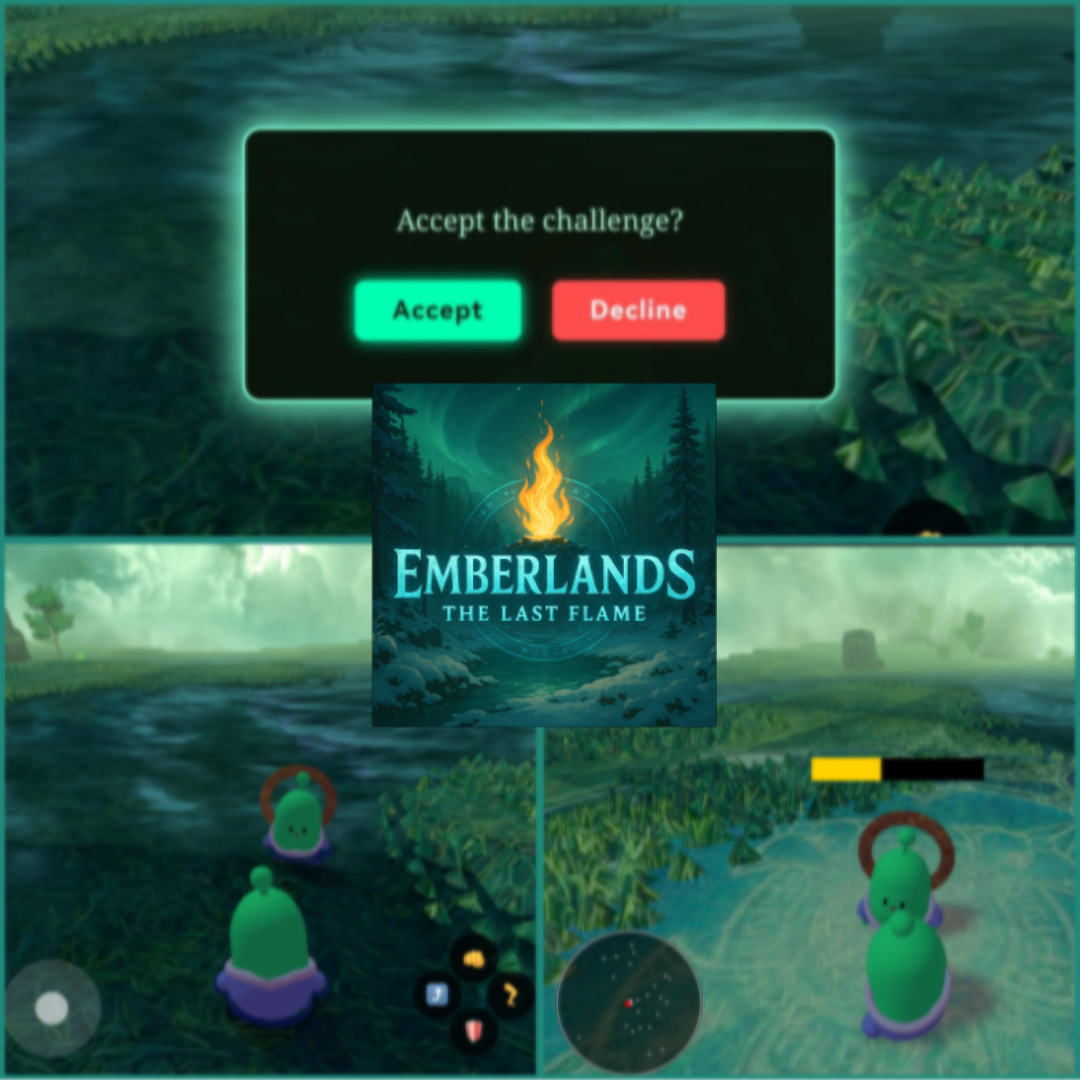 Accept the challenge?
Accept
Decline
EMBERLANDS
THE LAST FLAME